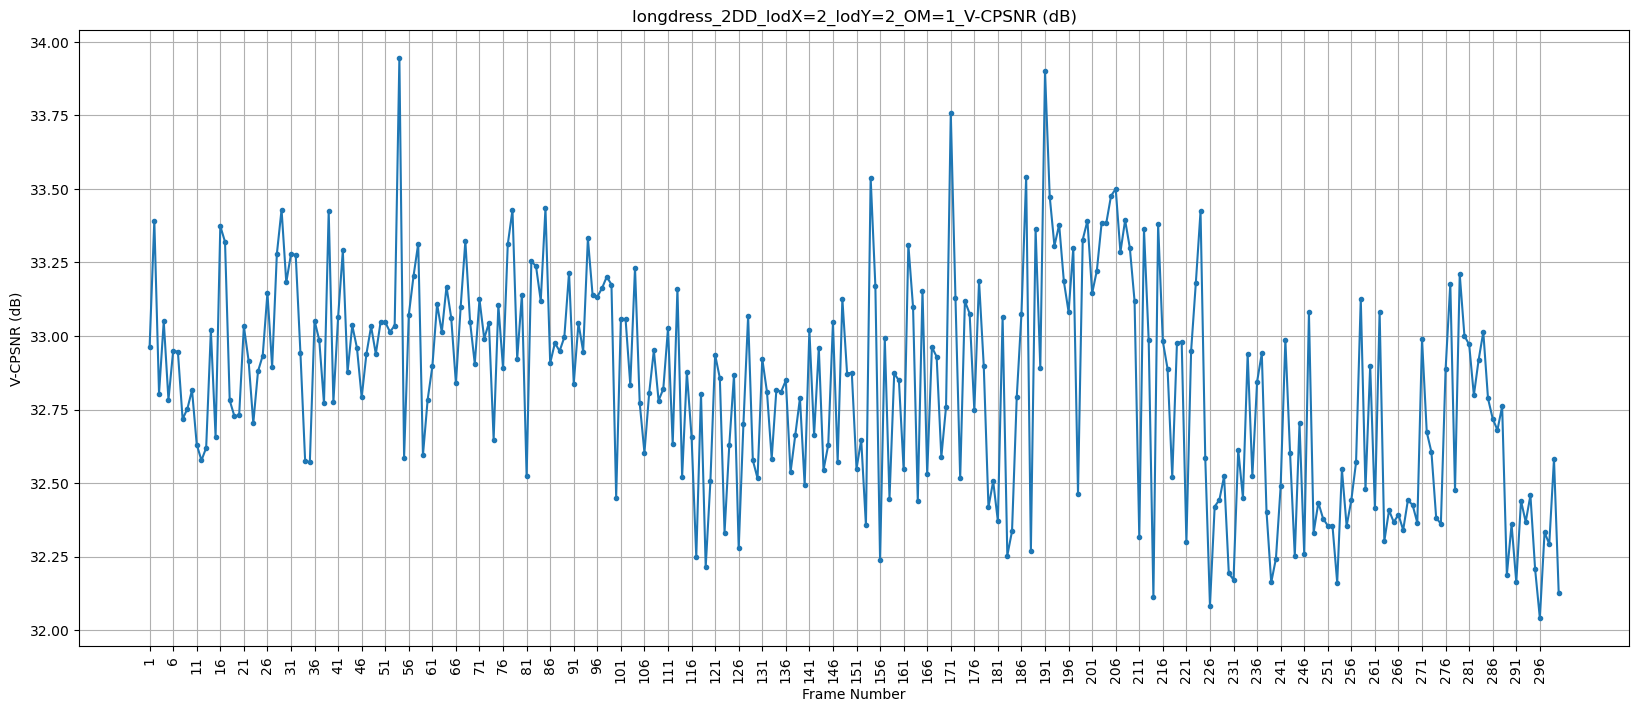 longdress_2DD_lodX=2_lodY=2_OM=1_V-CPSNR (dB)
34.00
33.75
33.50
33.25
33.00
32.75
32.50
32.25
32.00
V-CPSNR (dB)
1 6 11 16 21 26 31 36 41 46 51 56 61 66 71 76 81 86 91 96 101 106 111 116 121 126 131 136 141 146 151 156 161 166 171 176 181 186 191 196 201 206 211 216 221 226 231 236 241 246 251 256 261 266 271 276 281 286 291 296
Frame Number